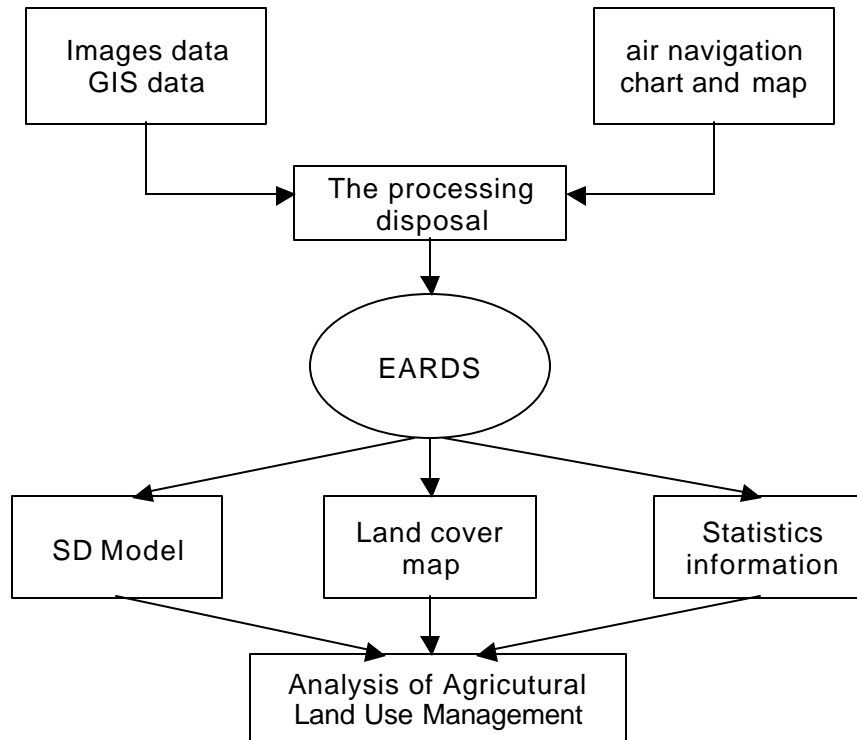 Images data
GIS data
air navigation
chart and map
The processing
disposal
EARDS
SD Model
Land cover
map
Statistics
information
Analysis of Agricutural
Land Use Management